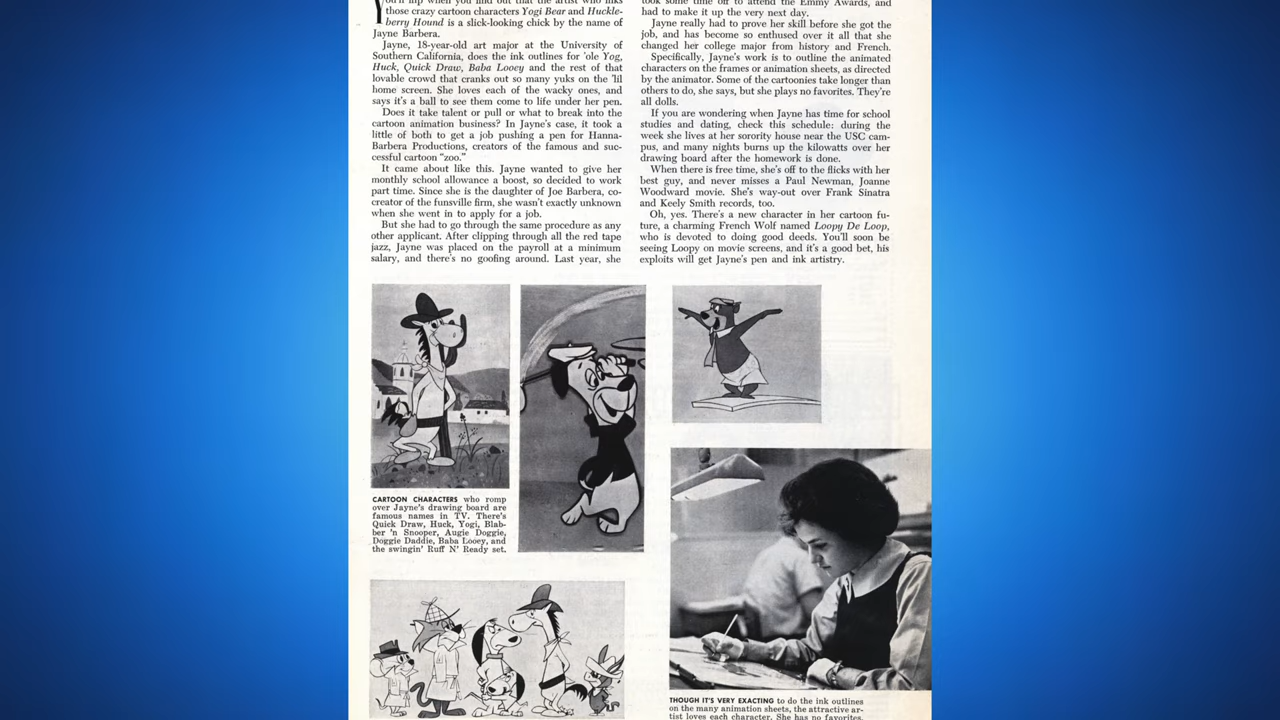 You'll flip when you find out that the artist who inks
those crazy cartoon characters Yogi Bear and Huckle-
berry Hound is a slick-looking chick by the name of
Jayne Barbera.
Jayne, 18-year-old art major at the University of
Southern California, does the ink outlines for 'ole Yog,
Huck, Quick Draw, Baba Looey and the rest of that
lovable crowd that cranks out so many yuks on the 'lil
home screen. She loves each of the wacky ones, and
says it's a ball to see them come to life under her pen.
Does it take talent or pull or what to break into the
cartoon animation business? In Jayne's case, it took a
little of both to get a job pushing a pen for Hanna-
Barbera Productions, creators of the famous and suc-
cessful cartoon "zoo."
It came about like this. Jayne wanted to give her
monthly school allowance a boost, so decided to work
part time. Since she is the daughter of Joe Barbera, co-
creator of the funsville firm, she wasn't exactly unknown
when she went in to apply for a job.
But she had to go through the same procedure as any
other applicant. After clipping through all the red tape
jazz, Jayne was placed on the payroll at a minimum
salary, and there's no goofing around. Last year, she
took some time off to attend the Emmy Awards, and
had to make it up the very next day.
Jayne really had to prove her skill before she got the
job, and has become so enthused over it all that she
changed her college major from history and French.
Specifically, Jayne's work is to outline the animated
characters on the frames or animation sheets, as directed
by the animator. Some of the cartoonies take longer than
others to do, she says, but she plays no favorites. They're
all dolls.
If you are wondering when Jayne has time for school
studies and dating, check this schedule: during the
week she lives at her sorority house near the USC cam-
pus, and many nights burns up the kilowatts over her
drawing board after the homework is done.
When there is free time, she's off to the flicks with her
best guy, and never misses a Paul Newman, Joanne
Woodward movie. She's way-out over Frank Sinatra
and Keely Smith records, too.
Oh, yes. There's a new character in her cartoon fu-
ture, a charming French Wolf named Loopy De Loop,
who is devoted to doing good deeds. You'll soon be
seeing Loopy on movie screens, and it's a good bet, his
exploits will get Jayne's pen and ink artistry.
CARTOON CHARACTERS who romp
over Jayne's drawing board are
famous names in TV. There's
Quick Draw, Huck, Yogi, Blab-
ber 'n Snooper, Augie Doggie,
Doggie Daddie, Baba Looey, and
the swingin' Ruff N' Ready set.
THOUGH IT'S VERY EXACTING to do the ink outlines
on the many animation sheets, the attractive ar-
tist loves each character. She has no favorites.